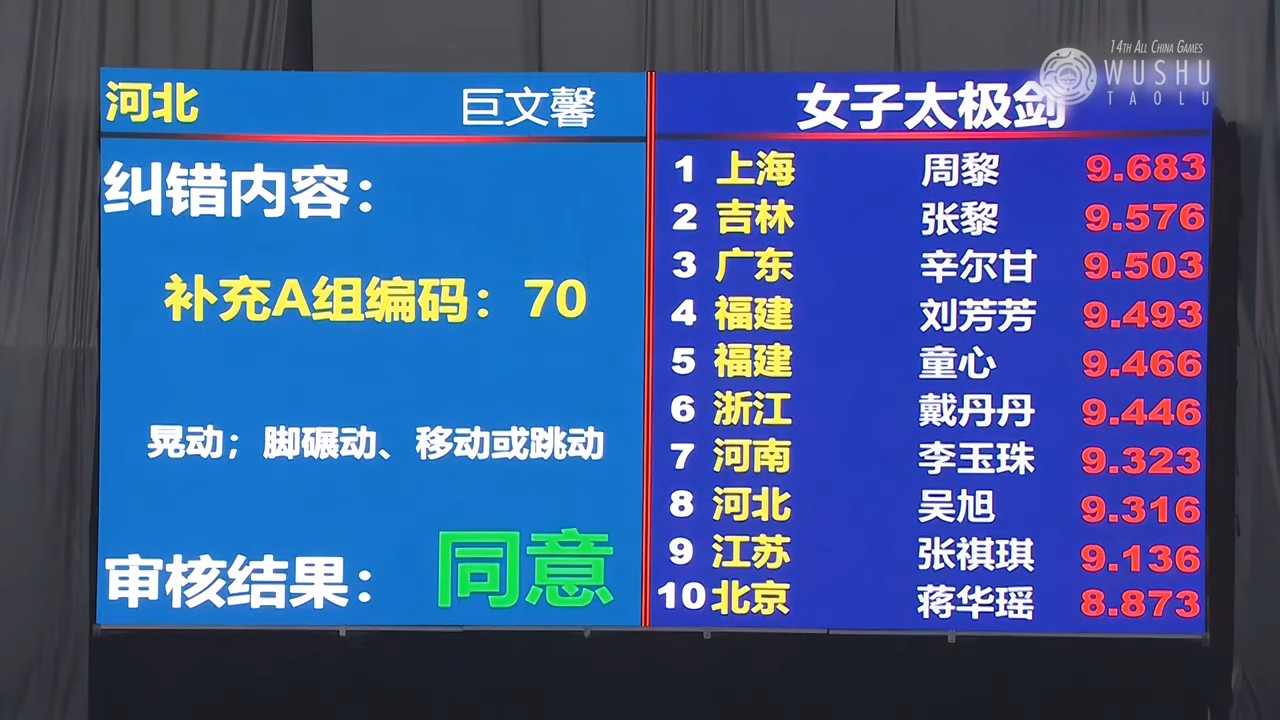 14TH ALL CHINA GAMES
WUSHU
TAOLU
河北 巨文馨
纠错内容：
补充A组编码：70
晃动；脚碾动、移动或跳动
审核结果：同意
女子太极剑
1 上海 周黎 9.683
2 吉林 张黎 9.576
3 广东 辛尔甘 9.503
4 福建 刘芳芳 9.493
5 福建 童心 9.466
6 浙江 戴丹丹 9.446
7 河南 李玉珠 9.323
8 河北 吴旭 9.316
9 江苏 张祺琪 9.136
10 北京 蒋华瑶 8.873